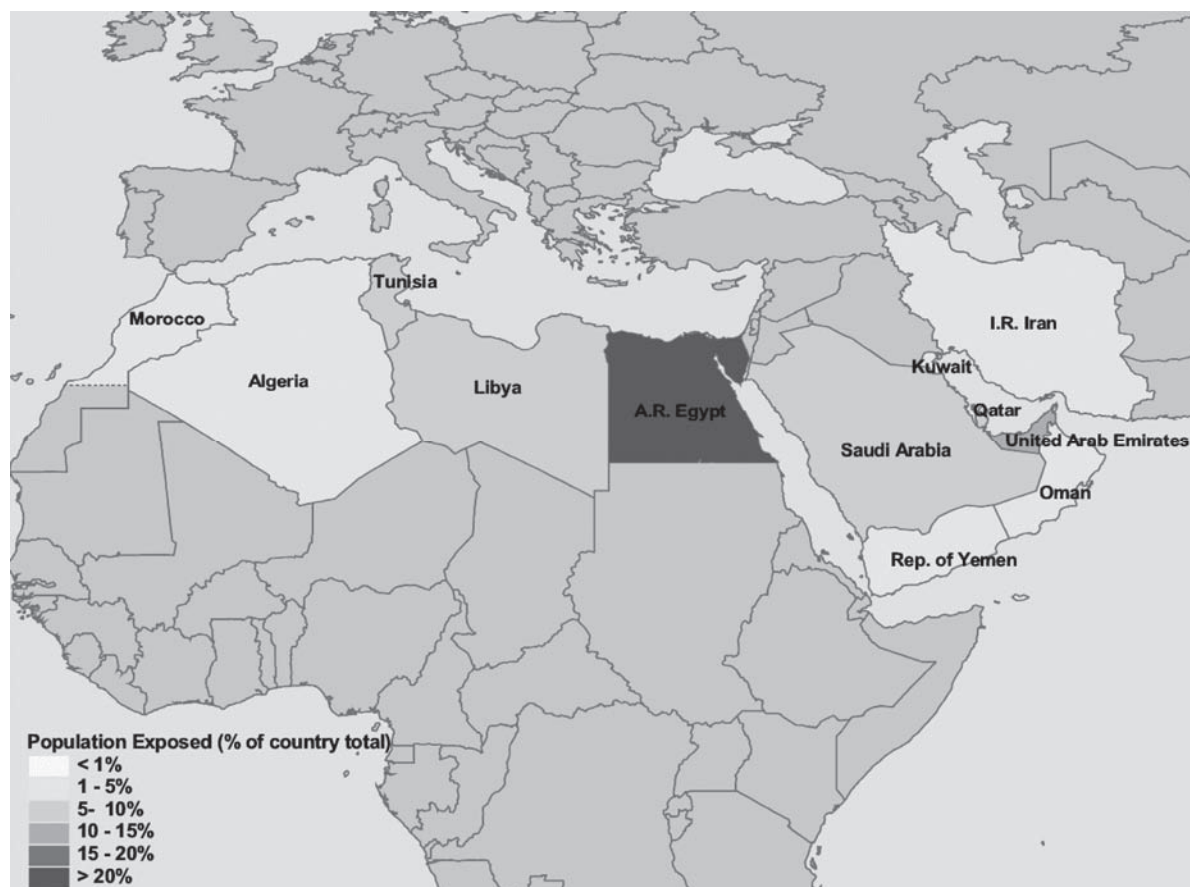 Tunisia
Morocco
I.R. Iran
Kuwait
Algeria
Libya
A.R. Egypt
Qatar
United Arab Emirates
Saudi Arabia
Oman
Rep. of Yemen
Population Exposed (% of country total)
< 1%
1 - 5%
5- 10%
10 - 15%
15 - 20%
> 20%